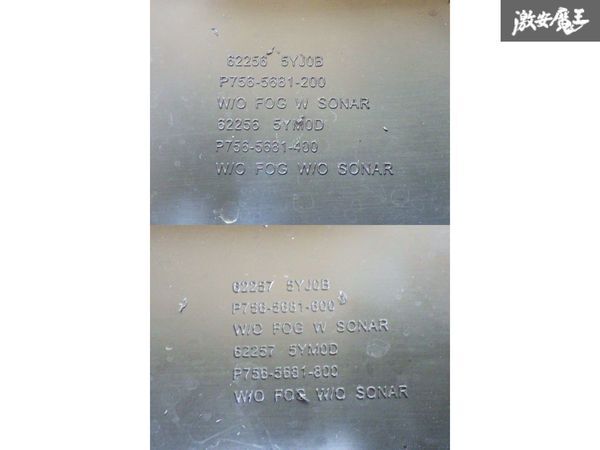 激安魔王
62256 5YJ0B
P756-5681-200
W/O FOG W SONAR
62256 5YM0D
P756-5681-400
W/O FOG W/O SONAR
62257 5YJ0B
P756-5681-600
W/O FOG W SONAR
62257 5YM0D
P756-5681-800
W/O FOG W/O SONAR